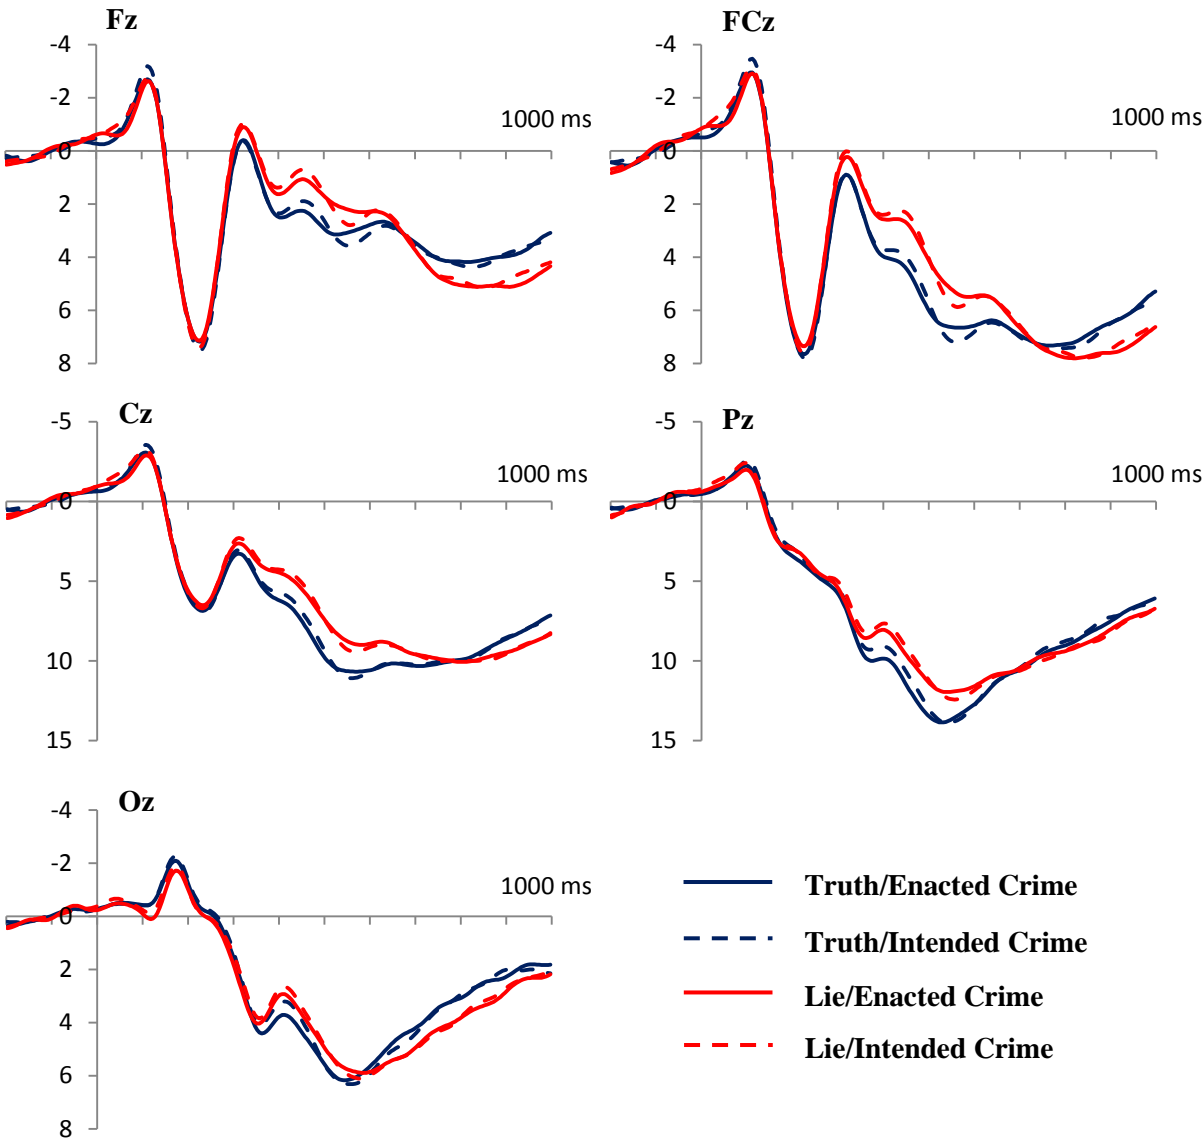 Fz
-4
-2
0
2
4
6
8
1000 ms
FCz
-4
-2
0
2
4
6
8
1000 ms
Cz
-5
0
5
10
15
1000 ms
Pz
-5
0
5
10
15
1000 ms
Oz
-4
-2
0
2
4
6
8
1000 ms
Truth/Enacted Crime
Truth/Intended Crime
Lie/Enacted Crime
Lie/Intended Crime